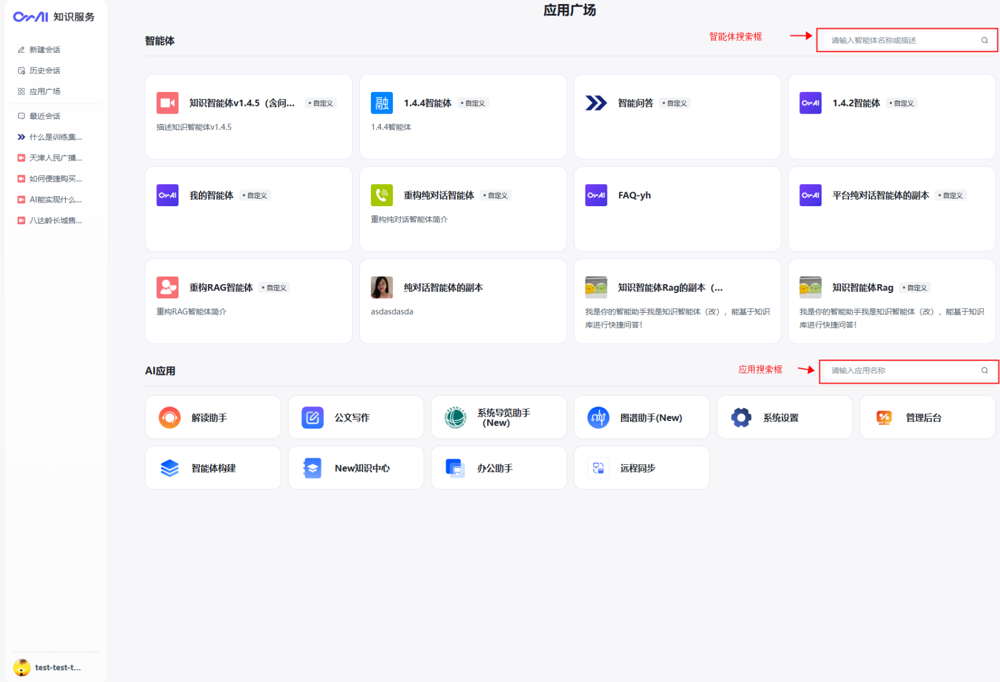 OmAI 知识服务
新建会话
历史会话
应用广场
最近会话
什么是训练集...
天津人民广播...
如何便捷购买...
AI能实现什么...
八达岭长城售...
test-test-t...
应用广场
智能体
智能体搜索框
请输入智能体名称或描述
知识智能体v1.4.5（含问... • 自定义
描述知识智能体v1.4.5
融 1.4.4智能体 • 自定义
1.4.4智能体
智能问答 • 自定义
OmAI 1.4.2智能体 • 自定义
OmAI 我的智能体 • 自定义
重构纯对话智能体 • 自定义
重构纯对话智能体简介
OmAI FAQ-yh
OmAI 平台纯对话智能体的副本 • 自定义
重构RAG智能体 • 自定义
重构RAG智能体简介
纯对话智能体的副本
asdasdasda
知识智能体Rag的副本（...
我是你的智能助手我是知识智能体（改），能基于知识
库进行快捷问答！
知识智能体Rag • 自定义
我是你的智能助手我是知识智能体（改），能基于知识
库进行快捷问答！
AI应用
应用搜索框
请输入应用名称
解读助手
公文写作
系统导览助手
(New)
图谱助手(New)
系统设置
管理后台
智能体构建
New知识中心
办公助手
远程同步